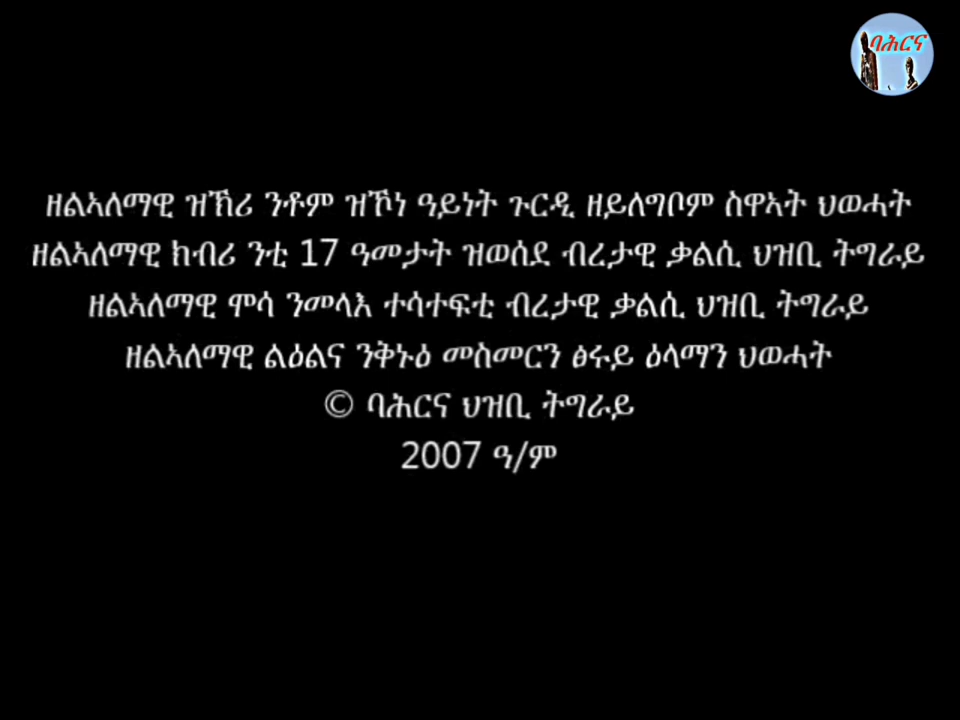 ባሕርና
ዘልኣለማዊ ዝኽሪ ንቶም ዝኾነ ዓይነት ጉርዲ ዘይለግቦም ስዋኣት ህወሓት
ዘልኣለማዊ ክብሪ ንቲ 17 ዓመታት ዝወሰደ ብረታዊ ቃልሲ ህዝቢ ትግራይ
ዘልኣለማዊ ሞሳ ንመላእ ተሳተፍቲ ብረታዊ ቃልሲ ህዝቢ ትግራይ
ዘልኣለማዊ ልዕልና ንቅኑዕ መስመርን ፅሩይ ዕላማን ህወሓት
© ባሕርና ህዝቢ ትግራይ
2007 ዓ/ም